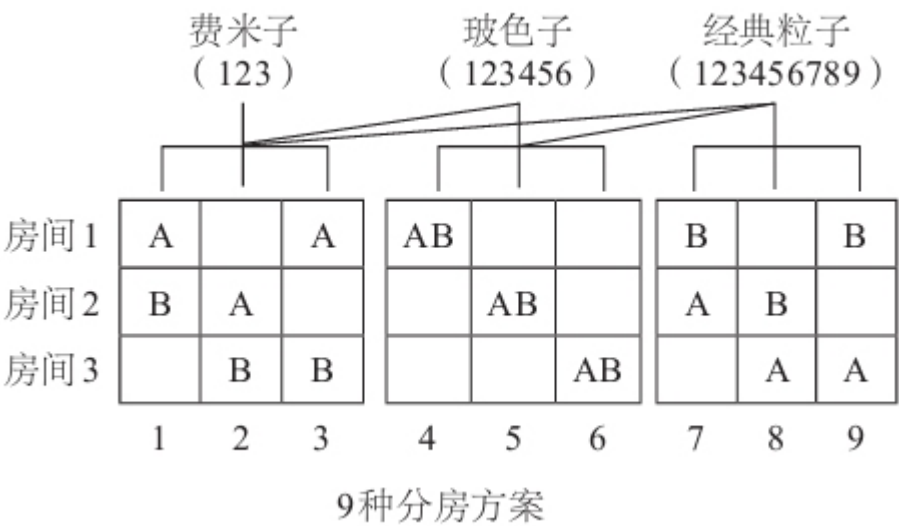 费米子 玻色子 经典粒子
（123） （123456） （123456789）
房间1 A A AB B B
房间2 B A AB A B
房间3 B B AB A A
1 2 3 4 5 6 7 8 9
9种分房方案